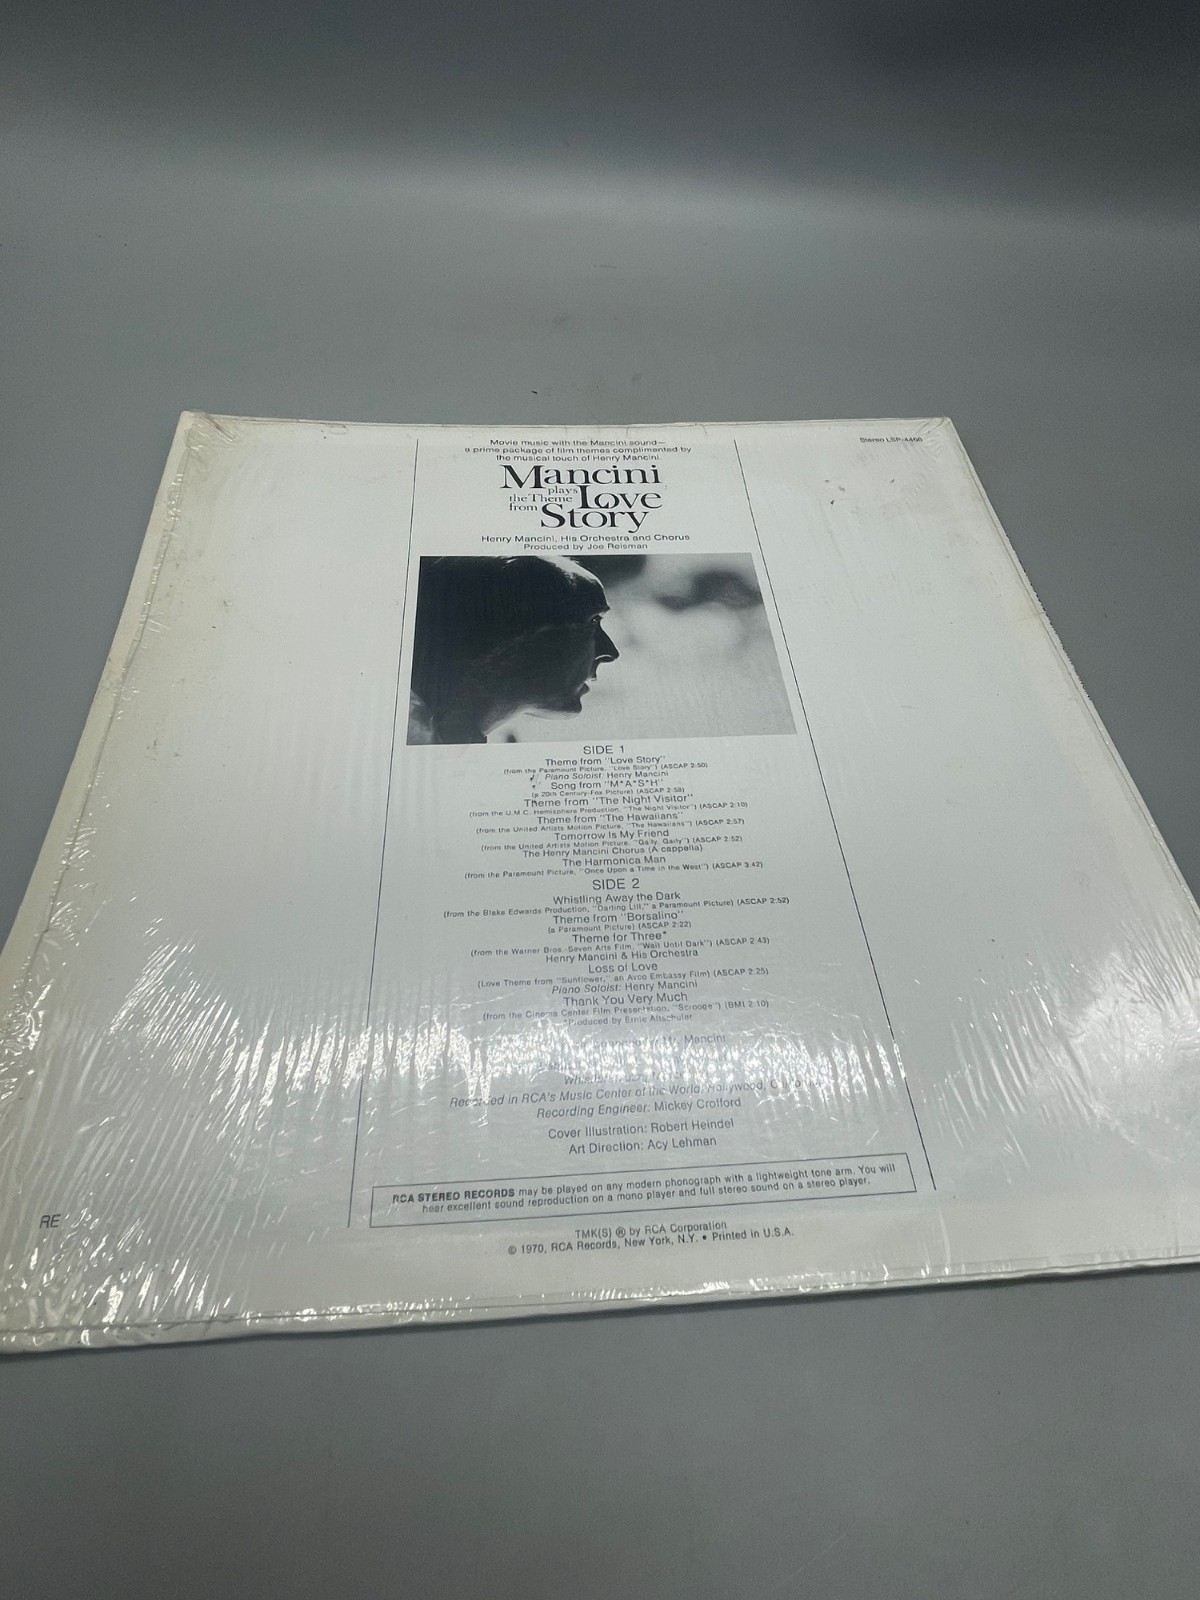 Stereo LSP-4466
Movie music with the Mancini sound—
a prime package of film themes complimented by
the musical touch of Henry Mancini.
Mancini
plays
the Theme Love
from Story
Henry Mancini, His Orchestra and Chorus
Produced by Joe Reisman
SIDE 1
Theme from "Love Story"
(from the Paramount Picture, "Love Story") (ASCAP 2:50)
Piano Soloist: Henry Mancini
Song from "M*A*S*H"
(a 20th Century-Fox Picture) (ASCAP 2:58)
Theme from "The Night Visitor"
(from the U.M.C. Hemisphere Production, "The Night Visitor") (ASCAP 2:10)
Theme from "The Hawaiians"
(from the United Artists Motion Picture, "The Hawaiians") (ASCAP 2:57)
Tomorrow Is My Friend
(from the United Artists Motion Picture, "Gaily, Gaily") (ASCAP 2:52)
The Henry Mancini Chorus (A cappella)
The Harmonica Man
(from the Paramount Picture, "Once Upon a Time in the West") (ASCAP 3:42)
SIDE 2
Whistling Away the Dark
(from the Blake Edwards Production, "Darling Lili," a Paramount Picture) (ASCAP 2:52)
Theme from "Borsalino"
(a Paramount Picture) (ASCAP 2:22)
Theme for Three*
(from the Warner Bros.-Seven Arts Film, "Wait Until Dark") (ASCAP 2:43)
Henry Mancini & His Orchestra
Loss of Love
(Love Theme from "Sunflower," an Avco Embassy Film) (ASCAP 2:25)
Piano Soloist: Henry Mancini
Thank You Very Much
(from the Cinema Center Film Presentation, "Scrooge") (BMI 2:10)
*Produced by Ernie Altschuler
Mr. Mancini
Recorded in RCA's Music Center of the World, Hollywood, California
Recording Engineer: Mickey Crofford
Cover Illustration: Robert Heindel
Art Direction: Acy Lehman
RCA STEREO RECORDS may be played on any modern phonograph with a lightweight tone arm. You will
hear excellent sound reproduction on a mono player and full stereo sound on a stereo player.
RE
TMK(S) ® by RCA Corporation
© 1970, RCA Records, New York, N.Y. • Printed in U.S.A.